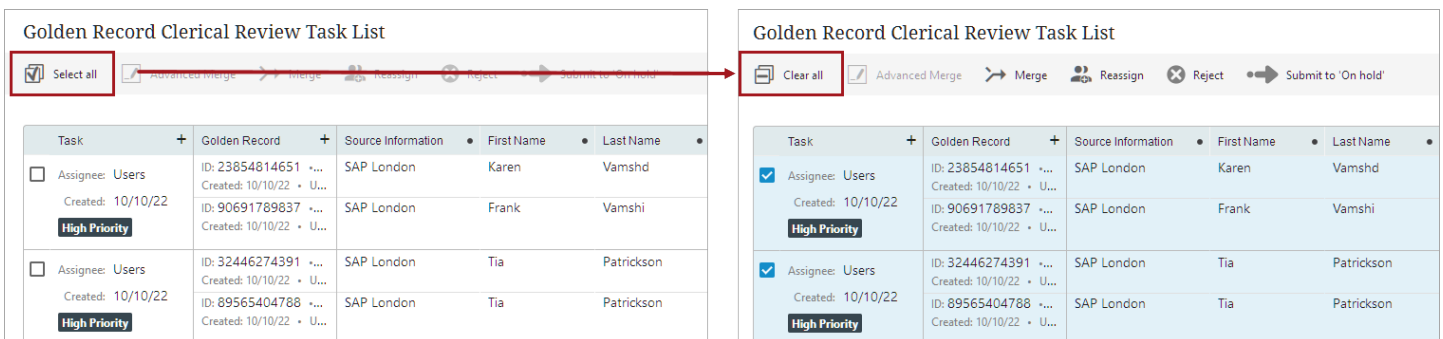 Golden Record Clerical Review Task List
Select all Advanced Merge Merge Reassign Reject Submit to 'On hold'
Task + Golden Record + Source Information • First Name • Last Name •
Assignee: Users
Created: 10/10/22
High Priority
ID: 23854814651 •...
Created: 10/10/22 • U...
SAP London Karen Vamshd
ID: 90691789837 •...
Created: 10/10/22 • U...
SAP London Frank Vamshi
Assignee: Users
Created: 10/10/22
High Priority
ID: 32446274391 •...
Created: 10/10/22 • U...
SAP London Tia Patrickson
ID: 89565404788 •...
Created: 10/10/22 • U...
SAP London Tia Patrickson
Golden Record Clerical Review Task List
Clear all Advanced Merge Merge Reassign Reject Submit to 'On hold'
Task + Golden Record + Source Information • First Name • Last Name •
Assignee: Users
Created: 10/10/22
High Priority
ID: 23854814651 •...
Created: 10/10/22 • U...
SAP London Karen Vamshd
ID: 90691789837 •...
Created: 10/10/22 • U...
SAP London Frank Vamshi
Assignee: Users
Created: 10/10/22
High Priority
ID: 32446274391 •...
Created: 10/10/22 • U...
SAP London Tia Patrickson
ID: 89565404788 •...
Created: 10/10/22 • U...
SAP London Tia Patrickson